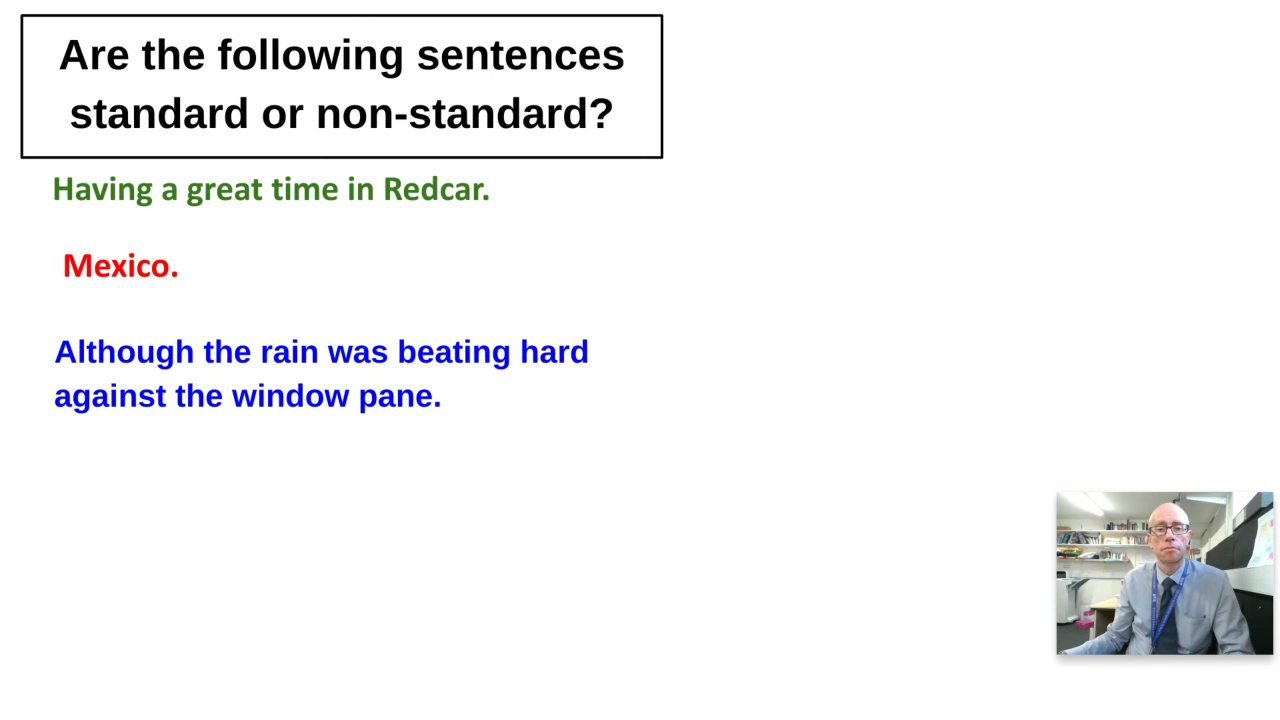 Are the following sentences
standard or non-standard?
Having a great time in Redcar.
Mexico.
Although the rain was beating hard
against the window pane.